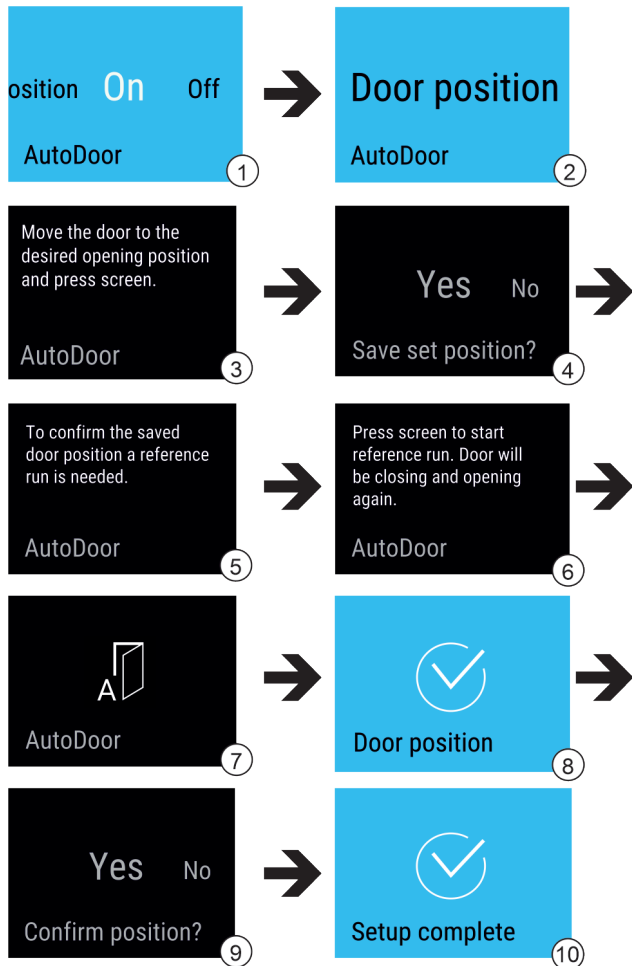 osition On Off
AutoDoor
1
Door position
AutoDoor
2
Move the door to the
desired opening position
and press screen.
AutoDoor
3
Yes No
Save set position?
4
To confirm the saved
door position a reference
run is needed.
AutoDoor
5
Press screen to start
reference run. Door will
be closing and opening
again.
AutoDoor
6
A
AutoDoor
7
Door position
8
Yes No
Confirm position?
9
Setup complete
10